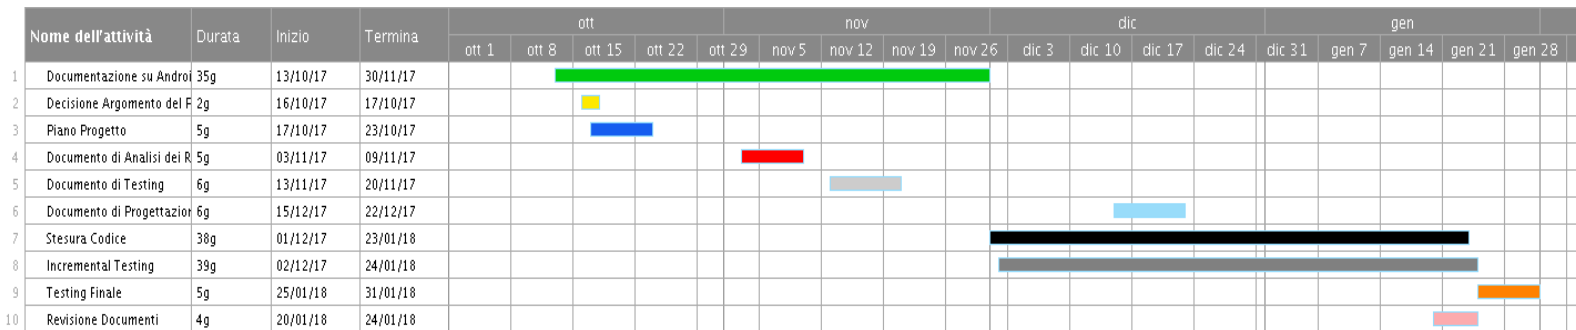 ott nov dic gen
Nome dell'attività Durata Inizio Termina
ott 1 ott 8 ott 15 ott 22 ott 29 nov 5 nov 12 nov 19 nov 26 dic 3 dic 10 dic 17 dic 24 dic 31 gen 7 gen 14 gen 21 gen 28
1 Documentazione su Androi 35g 13/10/17 30/11/17
2 Decisione Argomento del P 2g 16/10/17 17/10/17
3 Piano Progetto 5g 17/10/17 23/10/17
4 Documento di Analisi dei R 5g 03/11/17 09/11/17
5 Documento di Testing 6g 13/11/17 20/11/17
6 Documento di Progettazion 6g 15/12/17 22/12/17
7 Stesura Codice 38g 01/12/17 23/01/18
8 Incremental Testing 39g 02/12/17 24/01/18
9 Testing Finale 5g 25/01/18 31/01/18
10 Revisione Documenti 4g 20/01/18 24/01/18